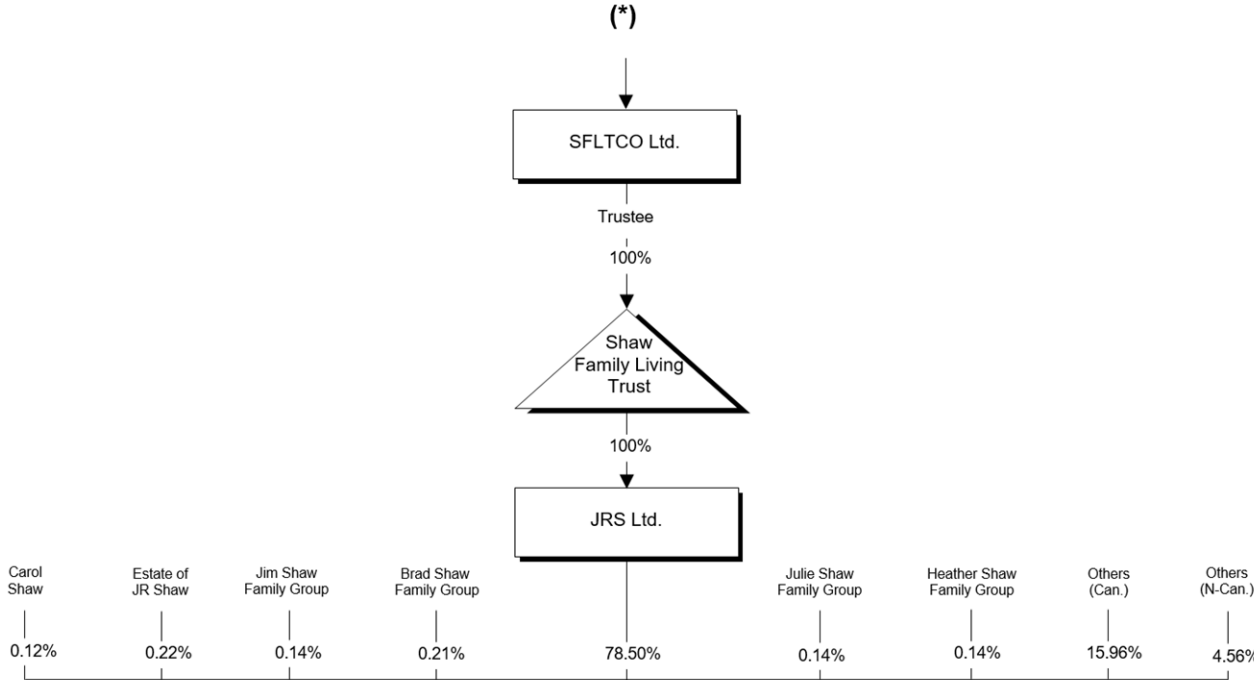 (*)
SFLTCO Ltd.
Trustee
100%
Shaw
Family Living
Trust
100%
JRS Ltd.
Carol
Shaw
Estate of
JR Shaw
Jim Shaw
Family Group
Brad Shaw
Family Group
Julie Shaw
Family Group
Heather Shaw
Family Group
Others
(Can.)
Others
(N-Can.)
0.12%
0.22%
0.14%
0.21%
78.50%
0.14%
0.14%
15.96%
4.56%